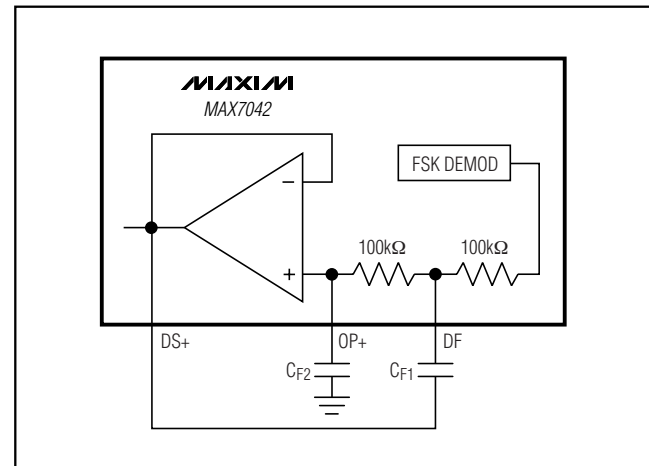 MAXIM
MAX7042
FSK DEMOD
−
+
100kΩ
100kΩ
DS+
OP+
DF
CF2
CF1